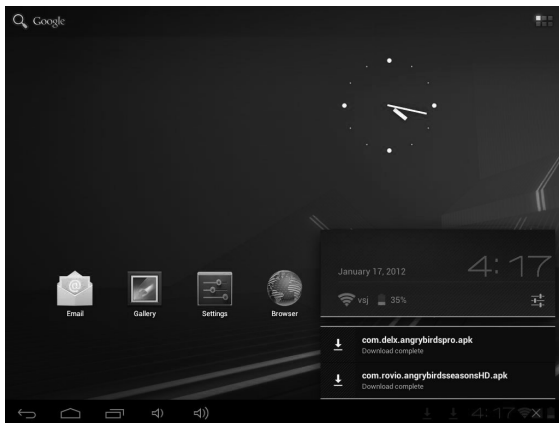 Google
4:17
January 17, 2012
vsj 35%
Email Gallery Settings Browser
com.delx.angrybirdspro.apk
Download complete
com.rovio.angrybirdsseasonsHD.apk
Download complete
4:17